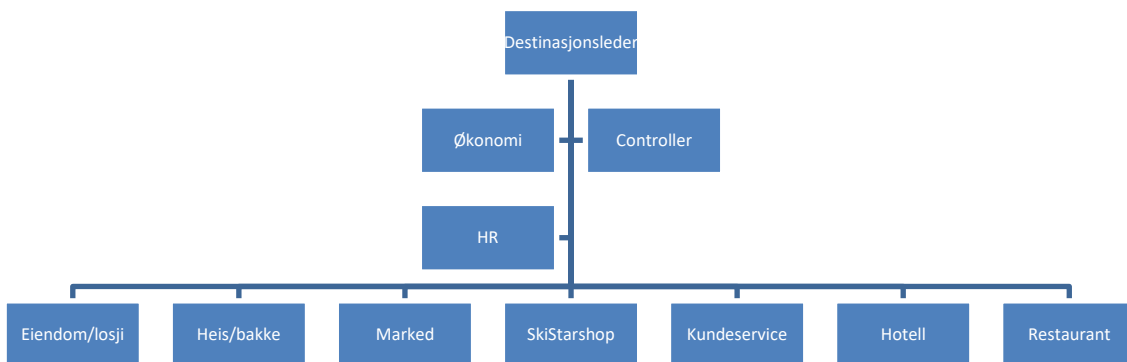 Destinasjonsleder
Økonomi
Controller
HR
Eiendom/losji
Heis/bakke
Marked
SkiStarshop
Kundeservice
Hotell
Restaurant